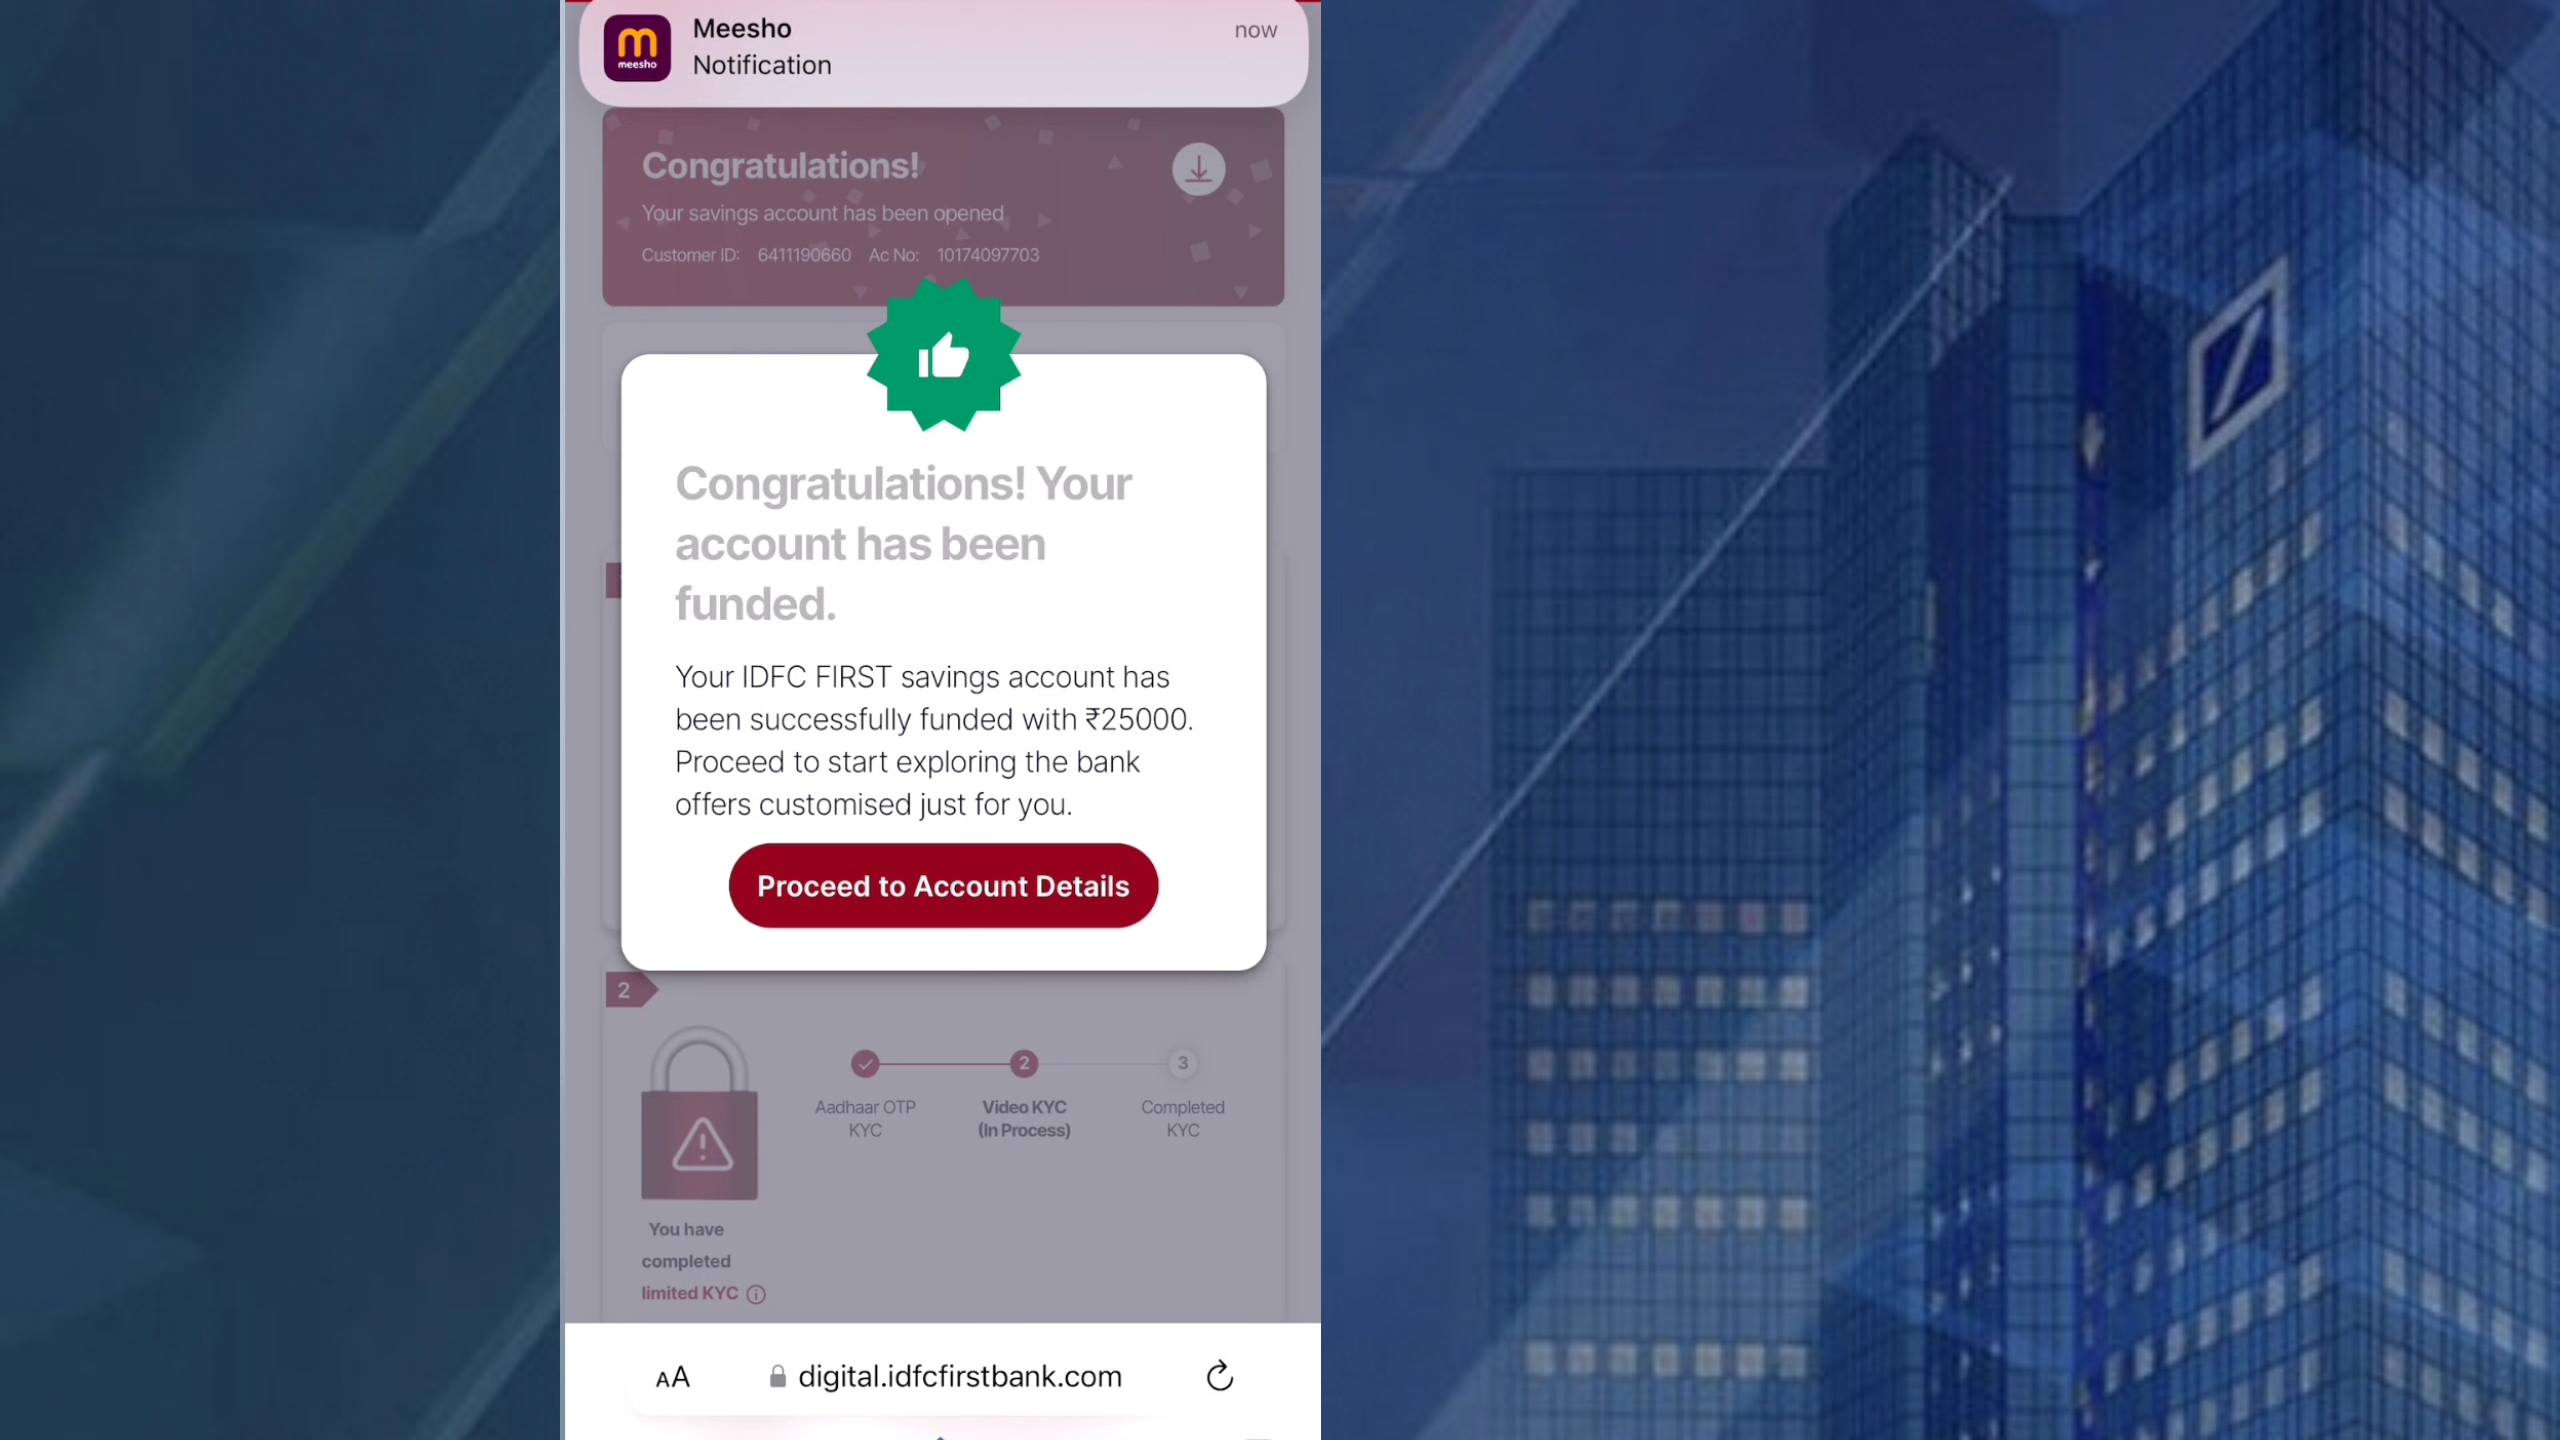 Meesho
now
Notification
meesho
Congratulations!
Your savings account has been opened
Customer ID: 6411190660 Ac No: 10174097703
Congratulations! Your
account has been
funded.
Your IDFC FIRST savings account has
been successfully funded with ₹25000.
Proceed to start exploring the bank
offers customised just for you.
Proceed to Account Details
2
2
3
Aadhaar OTP
KYC
Video KYC
(In Process)
Completed
KYC
You have
completed
limited KYC
AA
digital.idfcfirstbank.com